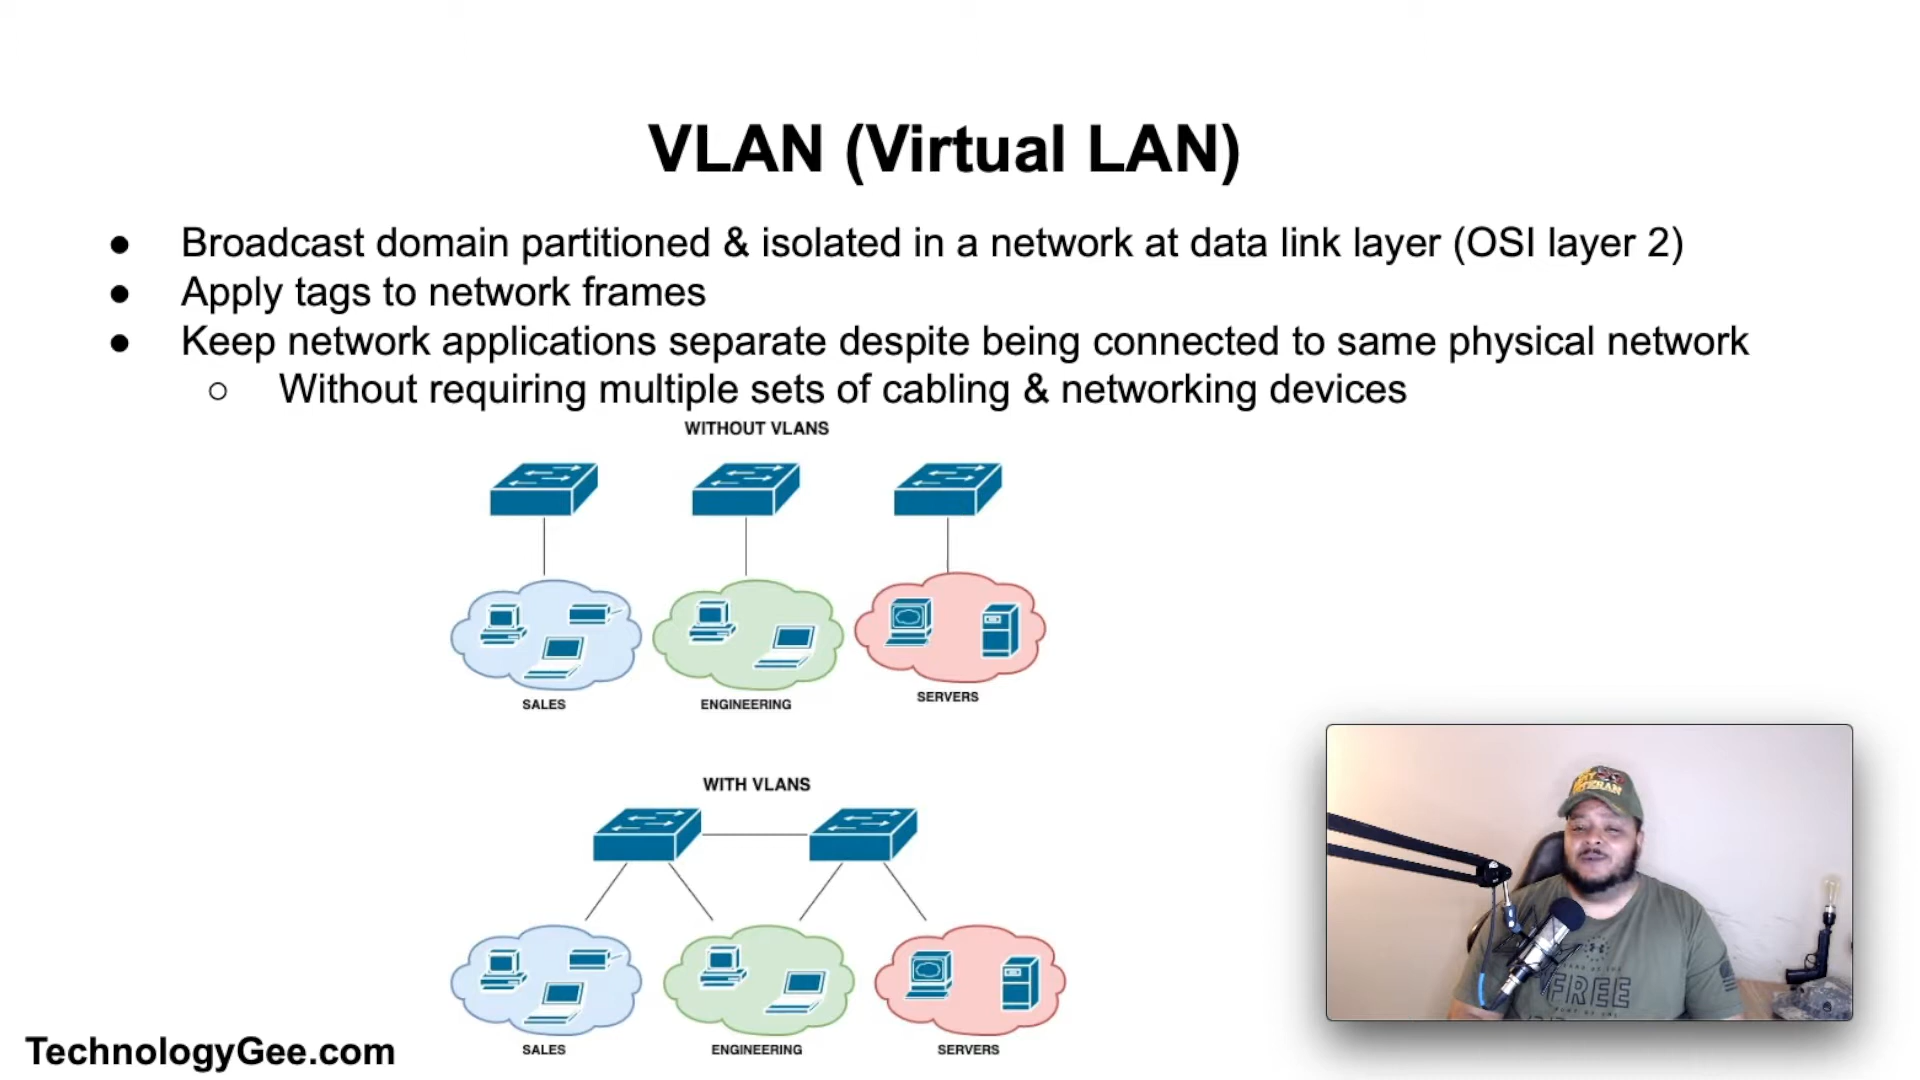 VLAN (Virtual LAN)
● Broadcast domain partitioned & isolated in a network at data link layer (OSI layer 2)
● Apply tags to network frames
● Keep network applications separate despite being connected to same physical network
○ Without requiring multiple sets of cabling & networking devices
WITHOUT VLANS
SALES
ENGINEERING
SERVERS
WITH VLANS
SALES
ENGINEERING
SERVERS
TechnologyGee.com
VETERAN
FREE